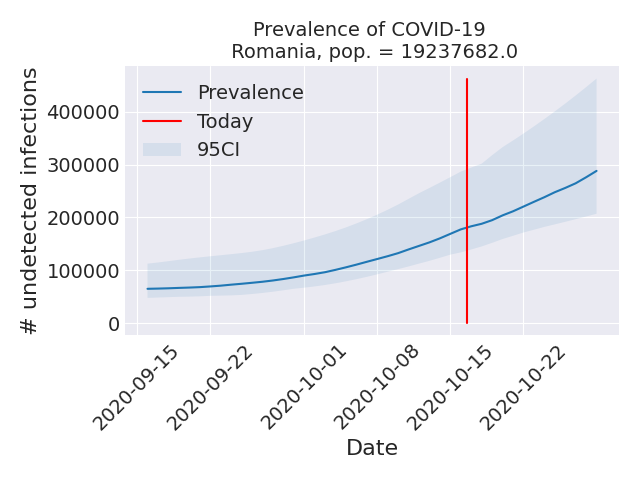 Prevalence of COVID-19
Romania, pop. = 19237682.0
# undetected infections
400000
300000
200000
100000
0
Prevalence
Today
95CI
2020-09-15
2020-09-22
2020-10-01
2020-10-08
2020-10-15
2020-10-22
Date